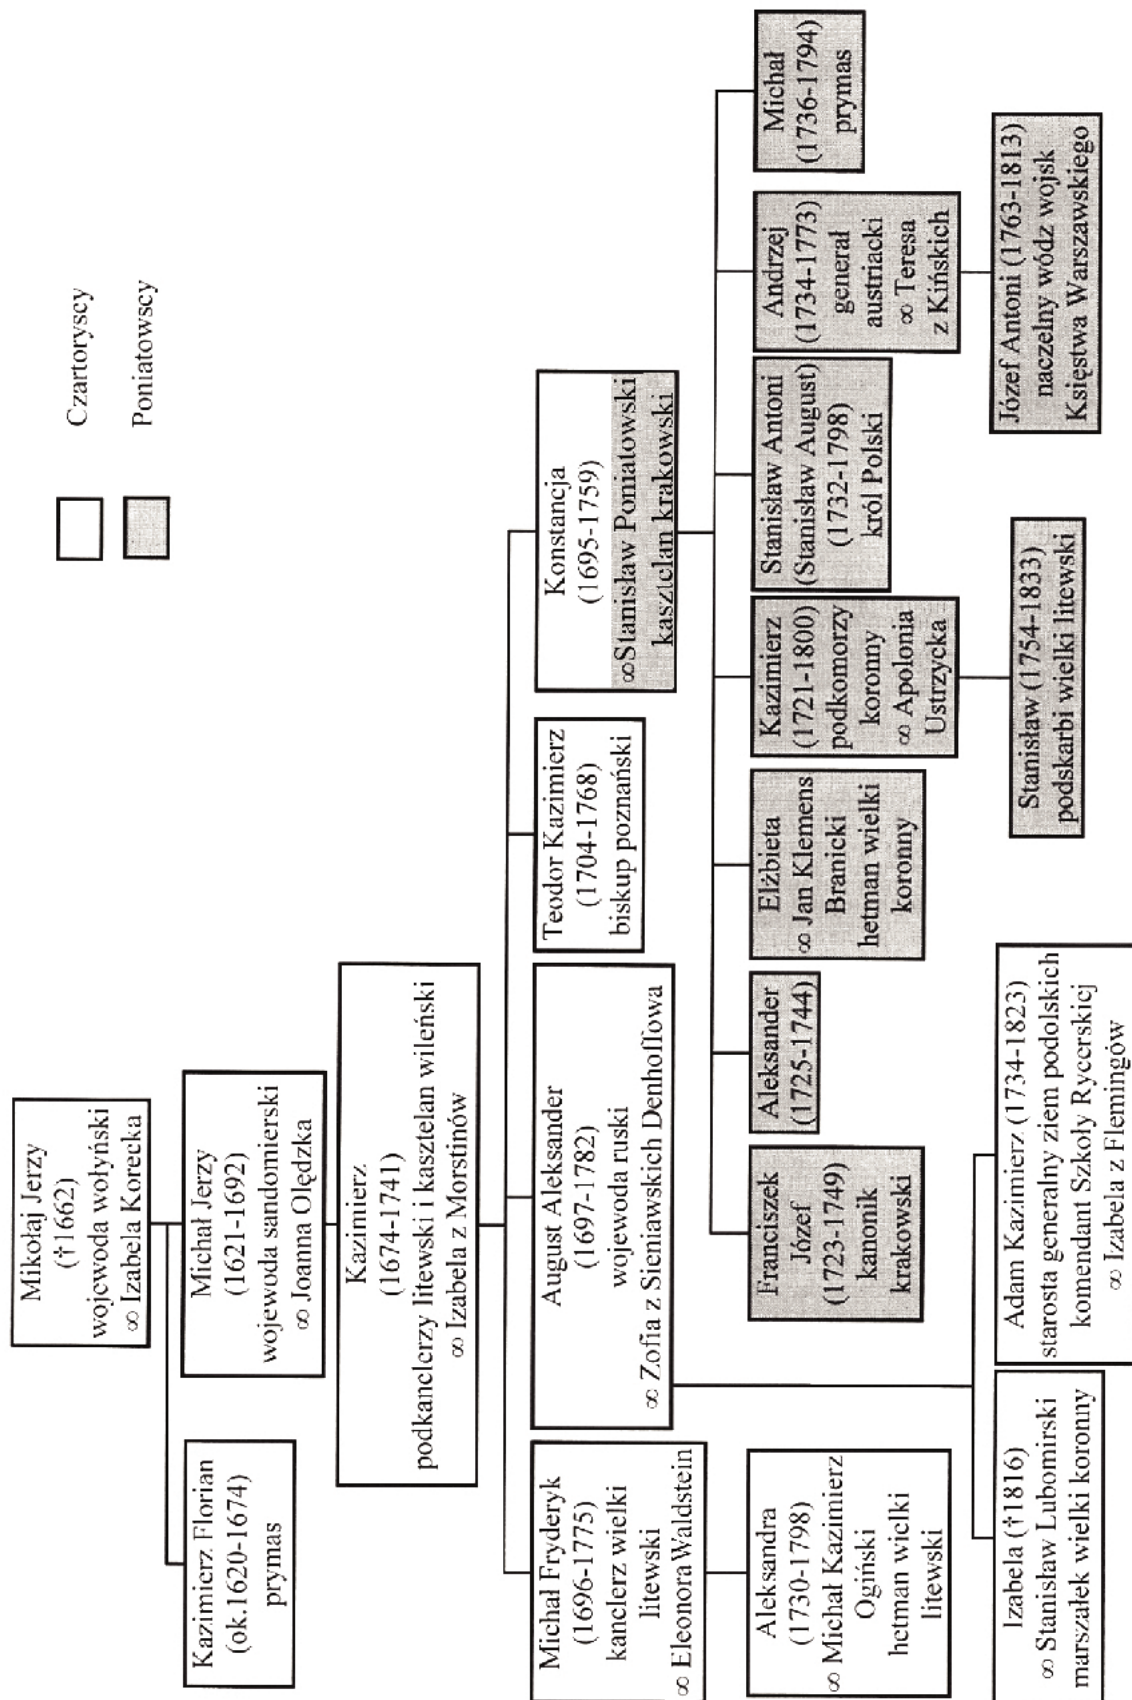 Czartoryscy
Poniatowscy
Mikołaj Jerzy
(†1662)
wojewoda wołyński
∞ Izabela Korecka
Kazimierz Florian
(ok.1620-1674)
prymas
Michał Jerzy
(1621-1692)
wojewoda sandomierski
∞ Joanna Olędzka
Kazimierz
(1674-1741)
podkanclerzy litewski i kasztelan wileński
∞ Izabela z Morstinów
Michał Fryderyk
(1696-1775)
kanclerz wielki
litewski
∞ Eleonora Waldstein
August Aleksander
(1697-1782)
wojewoda ruski
∞ Zofia z Sieniawskich Denhoffowa
Teodor Kazimierz
(1704-1768)
biskup poznański
Konstancja
(1695-1759)
∞Stanisław Poniatowski
kasztelan krakowski
Aleksandra
(1730-1798)
∞ Michał Kazimierz
Ogiński
hetman wielki
litewski
Franciszek
Józef
(1723-1749)
kanonik
krakowski
Aleksander
(1725-1744)
Elżbieta
∞ Jan Klemens
Branicki
hetman wielki
koronny
Kazimierz
(1721-1800)
podkomorzy
koronny
∞ Apolonia
Ustrzycka
Stanisław Antoni
(Stanisław August)
(1732-1798)
król Polski
Andrzej
(1734-1773)
generał
austriacki
∞ Teresa
z Kińskich
Michał
(1736-1794)
prymas
Izabela (†1816)
∞ Stanisław Lubomirski
marszałek wielki koronny
Adam Kazimierz (1734-1823)
starosta generalny ziem podolskich
komendant Szkoły Rycerskiej
∞ Izabela z Flemingów
Stanisław (1754-1833)
podskarbi wielki litewski
Józef Antoni (1763-1813)
naczelny wódz wojsk
Księstwa Warszawskiego